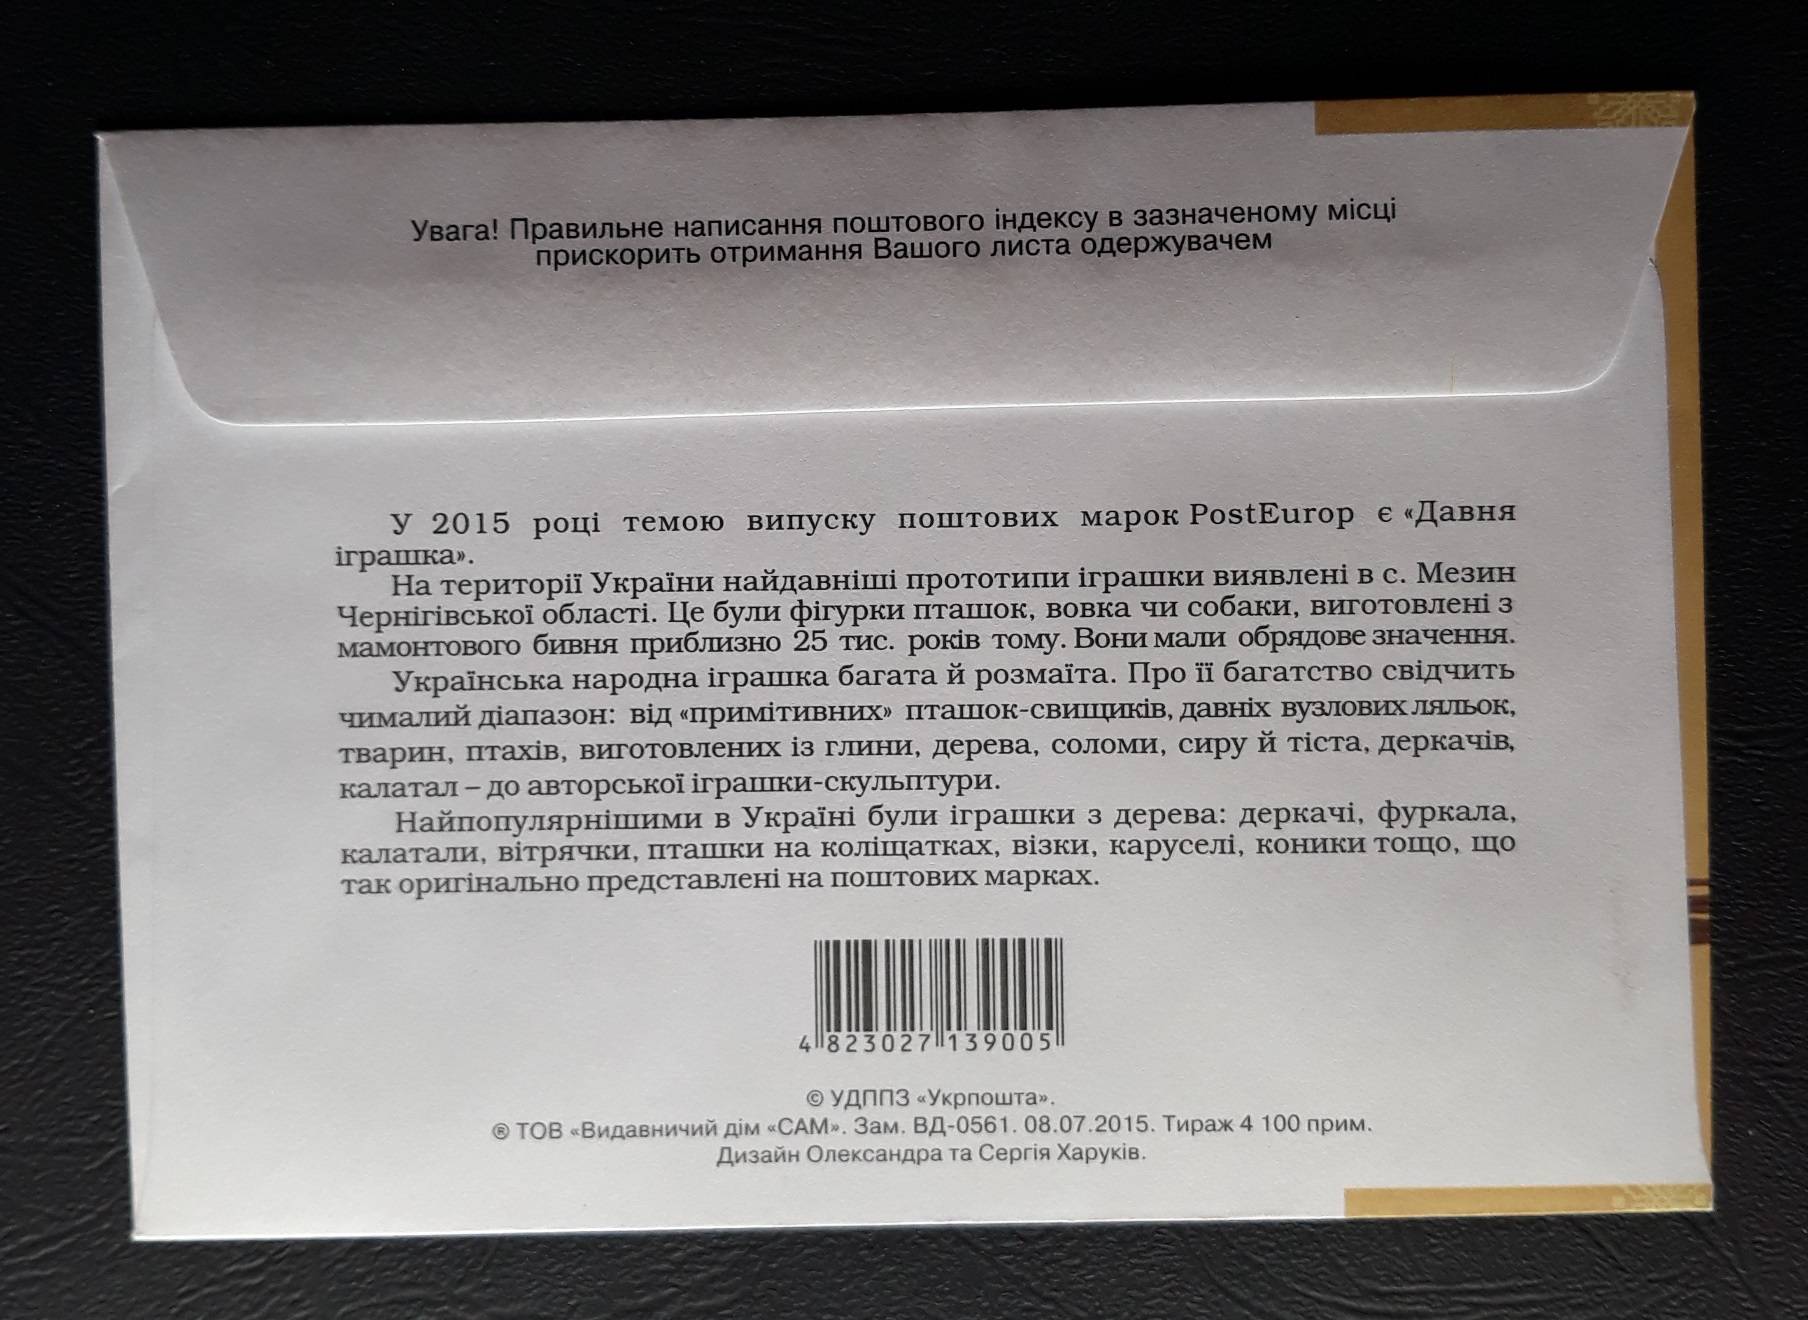 Увага! Правильне написання поштового індексу в зазначеному місці
прискорить отримання Вашого листа одержувачем
У 2015 році темою випуску поштових марок PostEurop є «Давня
іграшка».
На території України найдавніші прототипи іграшки виявлені в с. Мезин
Чернігівської області. Це були фігурки пташок, вовка чи собаки, виготовлені з
мамонтового бивня приблизно 25 тис. років тому. Вони мали обрядове значення.
Українська народна іграшка багата й розмаїта. Про її багатство свідчить
чималий діапазон: від «примітивних» пташок-свищиків, давніх вузлових ляльок,
тварин, птахів, виготовлених із глини, дерева, соломи, сиру й тіста, деркачів,
калатал – до авторської іграшки-скульптури.
Найпопулярнішими в Україні були іграшки з дерева: деркачі, фуркала,
калатали, вітрячки, пташки на коліщатках, візки, каруселі, коники тощо, що
так оригінально представлені на поштових марках.
4 823027 139005
© УДППЗ «Укрпошта».
® ТОВ «Видавничий дім «САМ». Зам. ВД-0561. 08.07.2015. Тираж 4 100 прим.
Дизайн Олександра та Сергія Харуків.